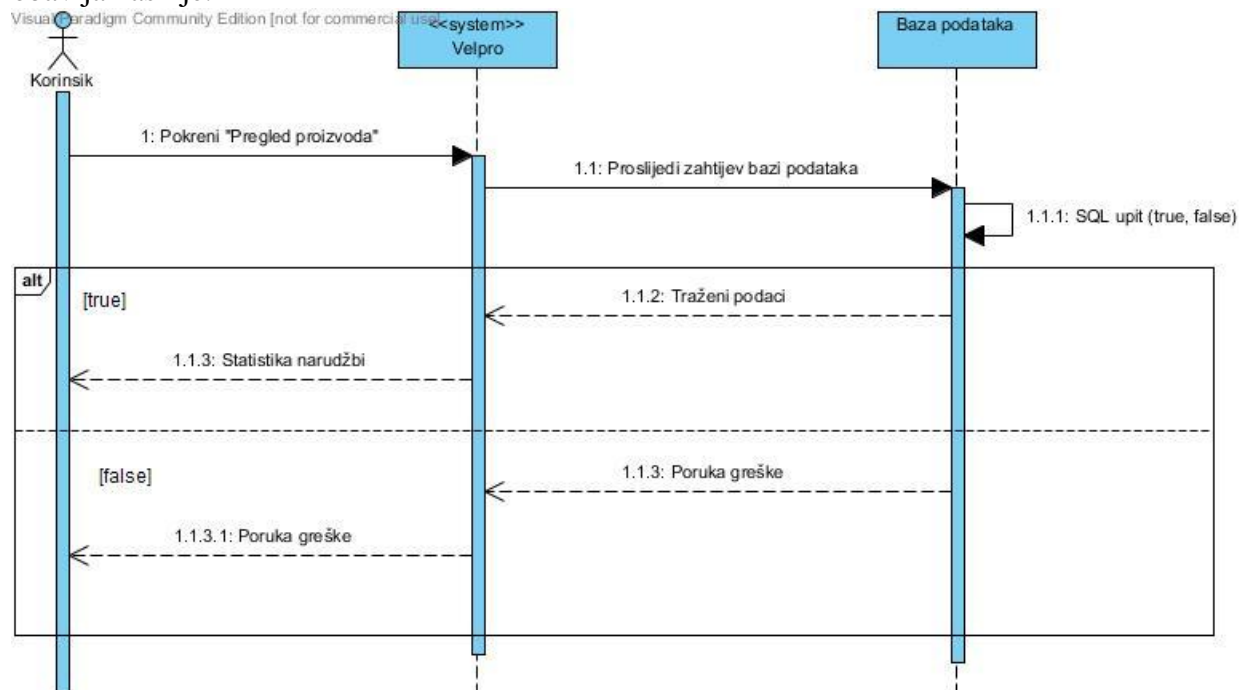 Visual Paradigm Community Edition [not for commercial use]
<<system>>
Velpro
Baza podataka
Korinsik
1: Pokreni "Pregled proizvoda"
1.1: Proslijedi zahtijev bazi podataka
1.1.1: SQL upit (true, false)
alt
[true]
1.1.2: Traženi podaci
1.1.3: Statistika narudžbi
[false]
1.1.3: Poruka greške
1.1.3.1: Poruka greške